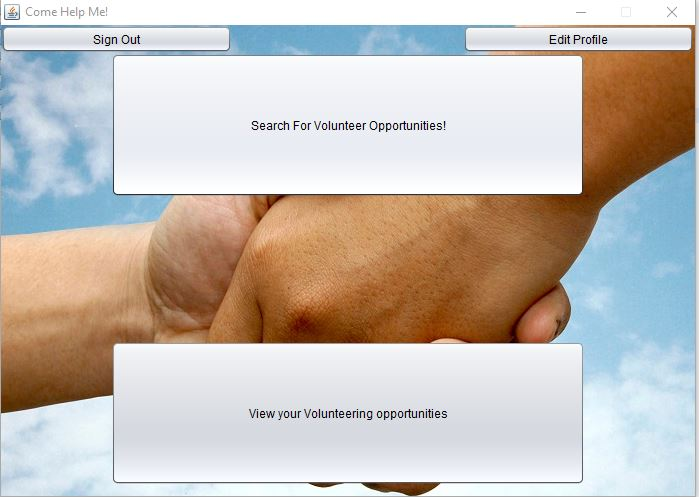 Come Help Me!
Sign Out
Edit Profile
Search For Volunteer Opportunities!
View your Volunteering opportunities